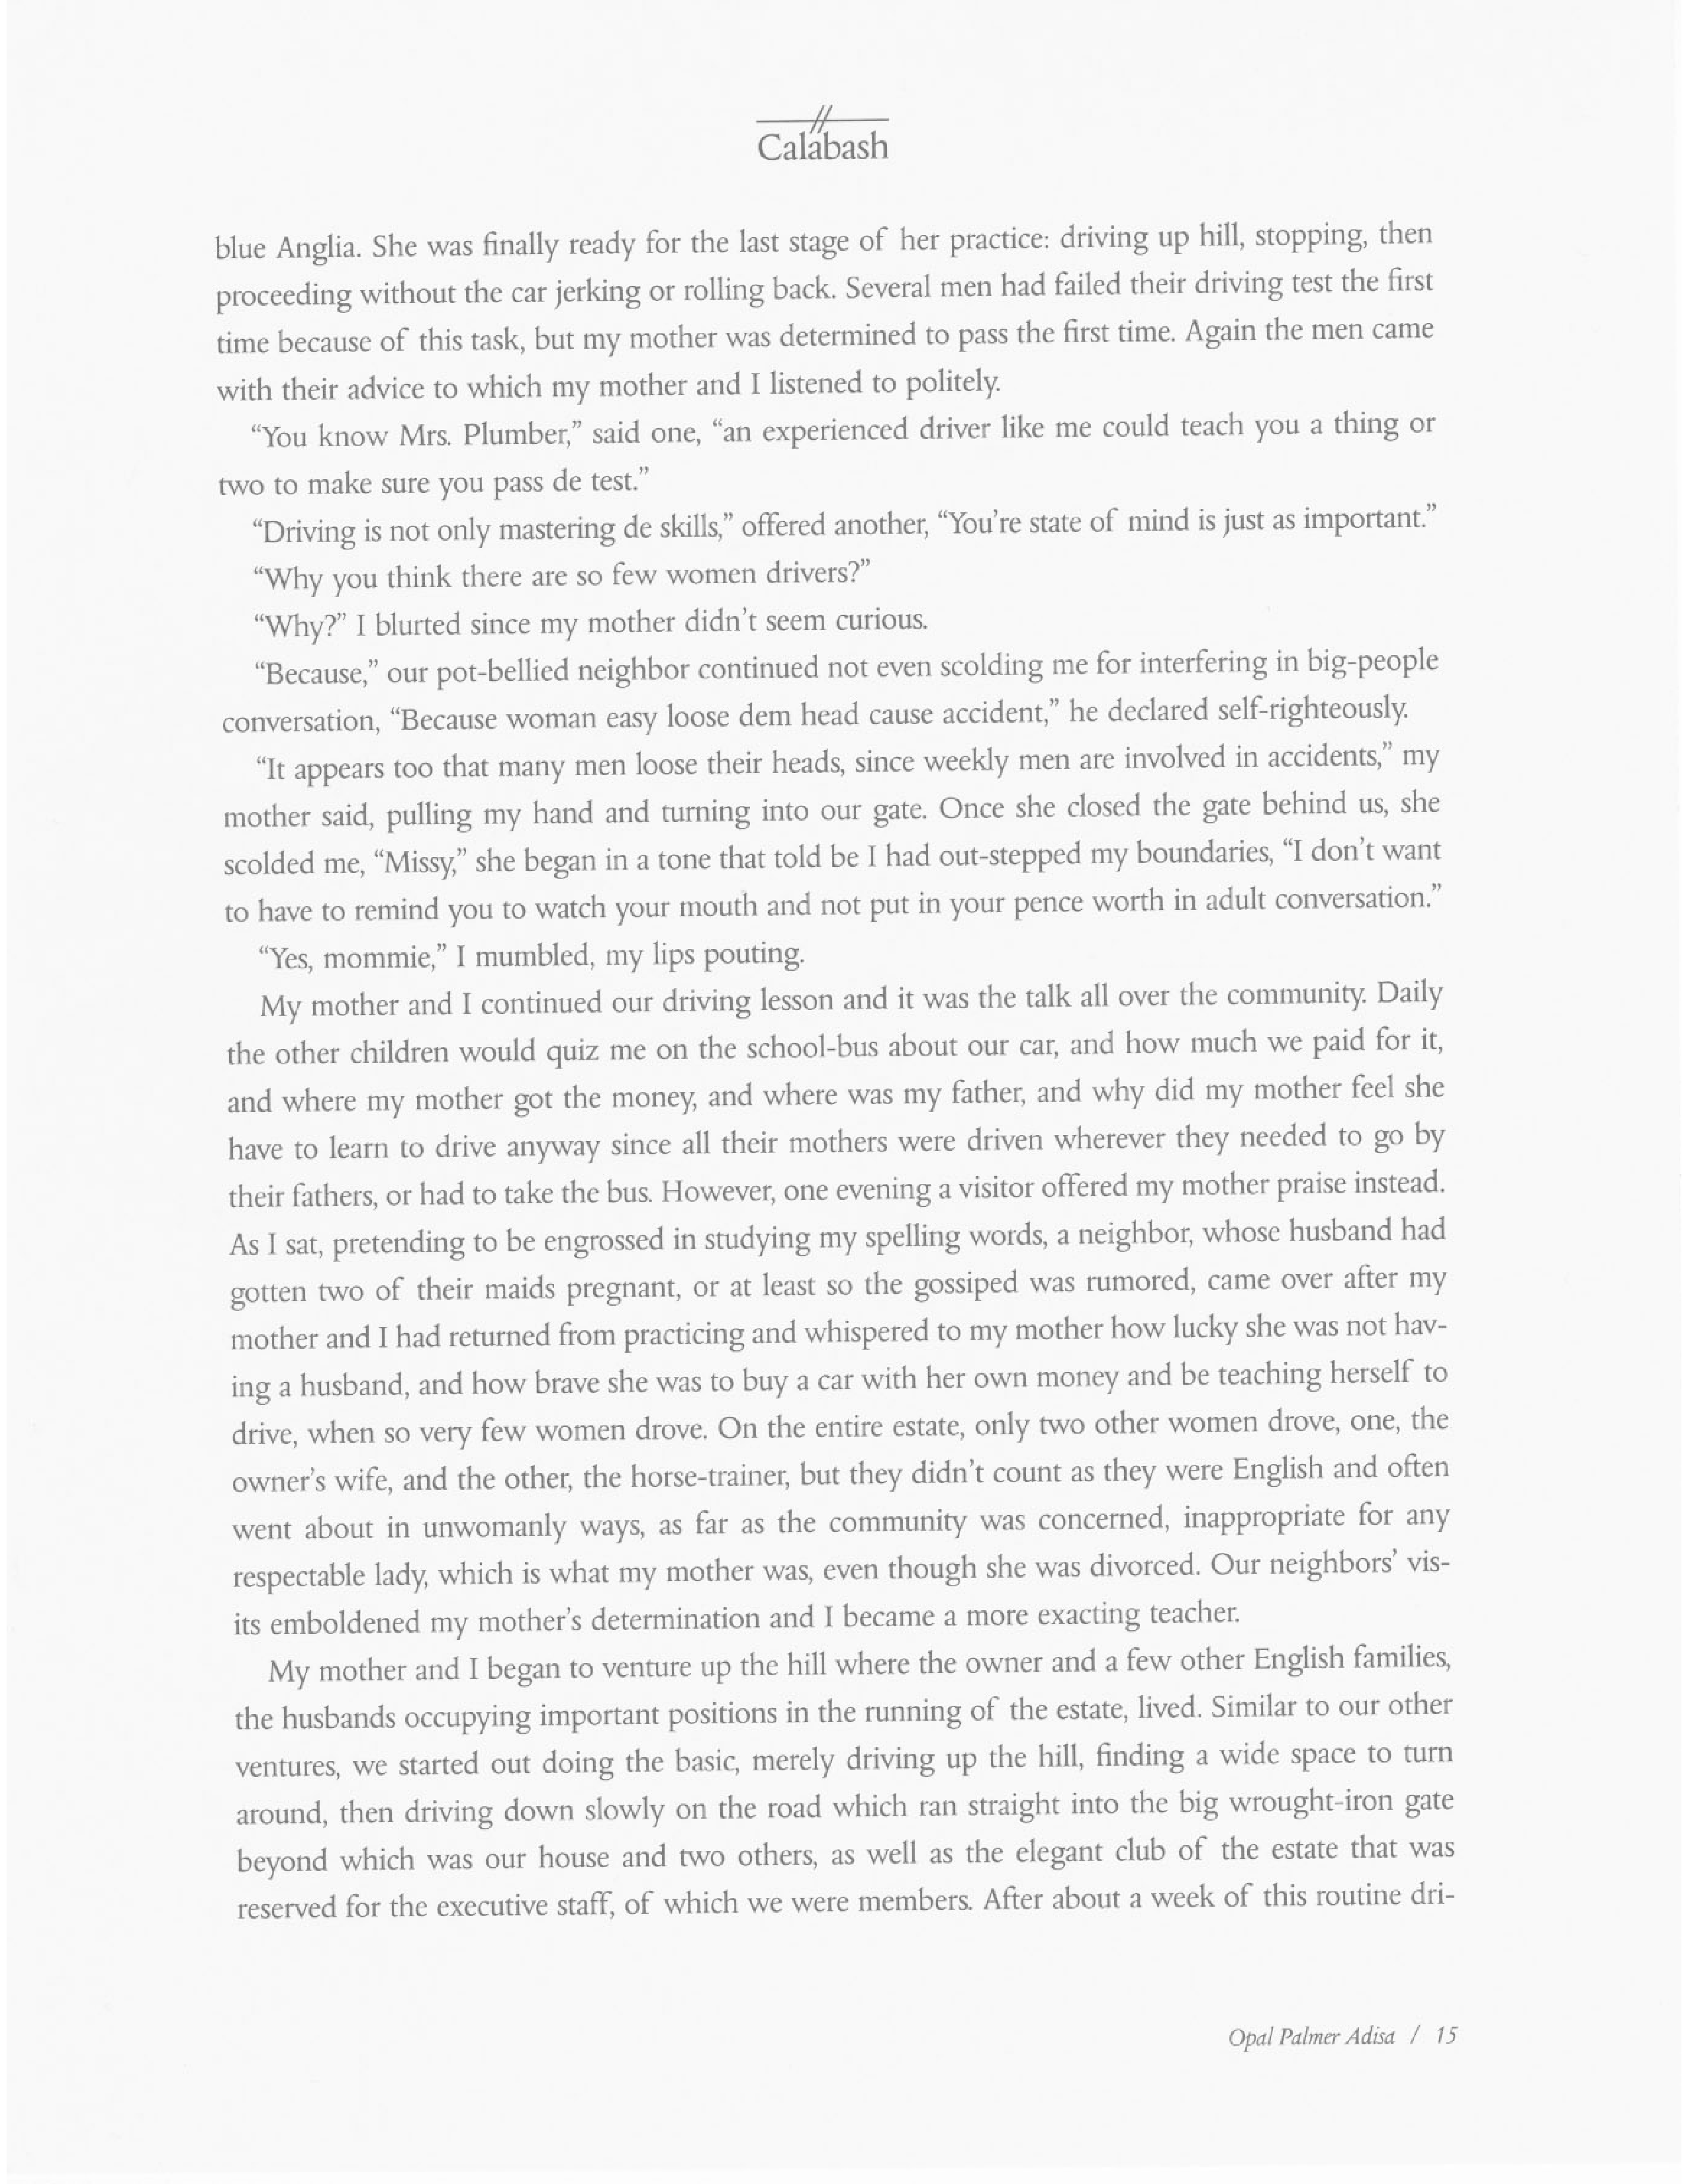 Calabash
blue Anglia. She was finally ready for the last stage of her practice: driving up hill, stopping, then
proceeding without the car jerking or rolling back. Several men had failed their driving test the first
time because of this task, but my mother was determined to pass the first time. Again the men came
with their advice to which my mother and I listened to politely.
“You know Mrs. Plumber,” said one, “an experienced driver like me could teach you a thing or
two to make sure you pass de test.”
“Driving is not only mastering de skills,” offered another, “You're state of mind is just as important.”
“Why you think there are so few women drivers?”
“Why?” I blurted since my mother didn't seem curious.
“Because,” our pot-bellied neighbor continued not even scolding me for interfering in big-people
conversation, “Because woman easy loose dem head cause accident,” he declared self-righteously.
“It appears too that many men loose their heads, since weekly men are involved in accidents,” my
mother said, pulling my hand and turning into our gate. Once she closed the gate behind us, she
scolded me, “Missy,” she began in a tone that told be I had out-stepped my boundaries, “I don't want
to have to remind you to watch your mouth and not put in your pence worth in adult conversation.”
“Yes, mommie,” I mumbled, my lips pouting.
My mother and I continued our driving lesson and it was the talk all over the community. Daily
the other children would quiz me on the school-bus about our car, and how much we paid for it,
and where my mother got the money, and where was my father, and why did my mother feel she
have to learn to drive anyway since all their mothers were driven wherever they needed to go by
their fathers, or had to take the bus. However, one evening a visitor offered my mother praise instead.
As I sat, pretending to be engrossed in studying my spelling words, a neighbor, whose husband had
gotten two of their maids pregnant, or at least so the gossiped was rumored, came over after my
mother and I had returned from practicing and whispered to my mother how lucky she was not hav-
ing a husband, and how brave she was to buy a car with her own money and be teaching herself to
drive, when so very few women drove. On the entire estate, only two other women drove, one, the
owner's wife, and the other, the horse-trainer, but they didn't count as they were English and often
went about in unwomanly ways, as far as the community was concerned, inappropriate for any
respectable lady, which is what my mother was, even though she was divorced. Our neighbors' vis-
its emboldened my mother's determination and I became a more exacting teacher.
My mother and I began to venture up the hill where the owner and a few other English families,
the husbands occupying important positions in the running of the estate, lived. Similar to our other
ventures, we started out doing the basic, merely driving up the hill, finding a wide space to turn
around, then driving down slowly on the road which ran straight into the big wrought-iron gate
beyond which was our house and two others, as well as the elegant club of the estate that was
reserved for the executive staff, of which we were members. After about a week of this routine dri-
Opal Palmer Adisa / 15